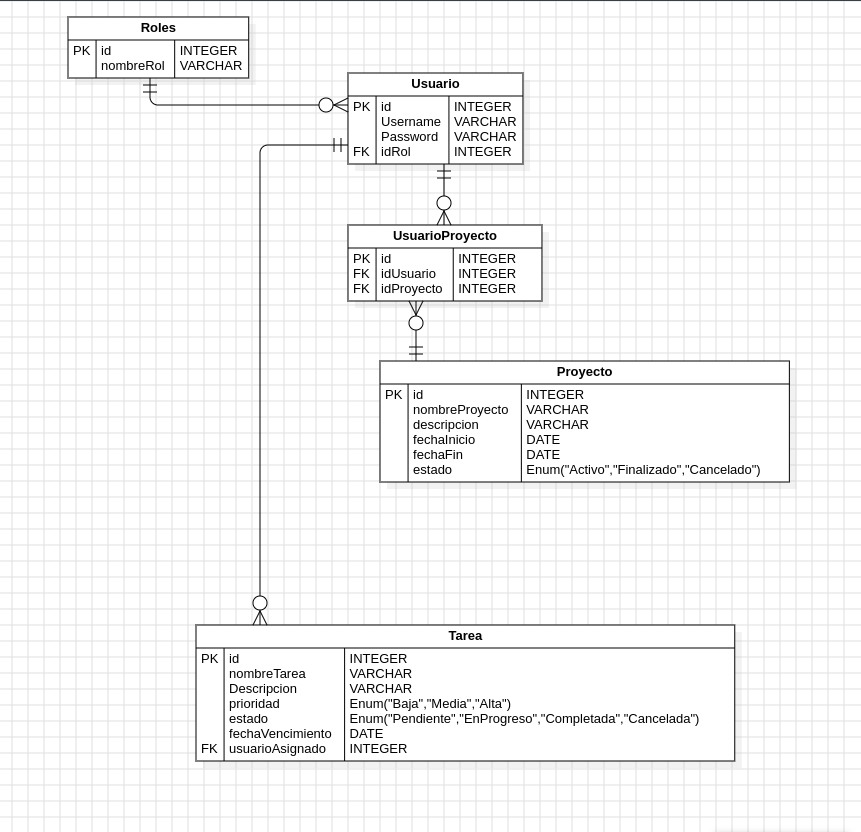 Roles
PK id INTEGER
nombreRol VARCHAR
Usuario
PK id INTEGER
Username VARCHAR
Password VARCHAR
FK idRol INTEGER
UsuarioProyecto
PK id INTEGER
FK idUsuario INTEGER
FK idProyecto INTEGER
Proyecto
PK id INTEGER
nombreProyecto VARCHAR
descripcion VARCHAR
fechaInicio DATE
fechaFin DATE
estado Enum("Activo","Finalizado","Cancelado")
Tarea
PK id INTEGER
nombreTarea VARCHAR
Descripcion VARCHAR
prioridad Enum("Baja","Media","Alta")
estado Enum("Pendiente","EnProgreso","Completada","Cancelada")
fechaVencimiento DATE
FK usuarioAsignado INTEGER